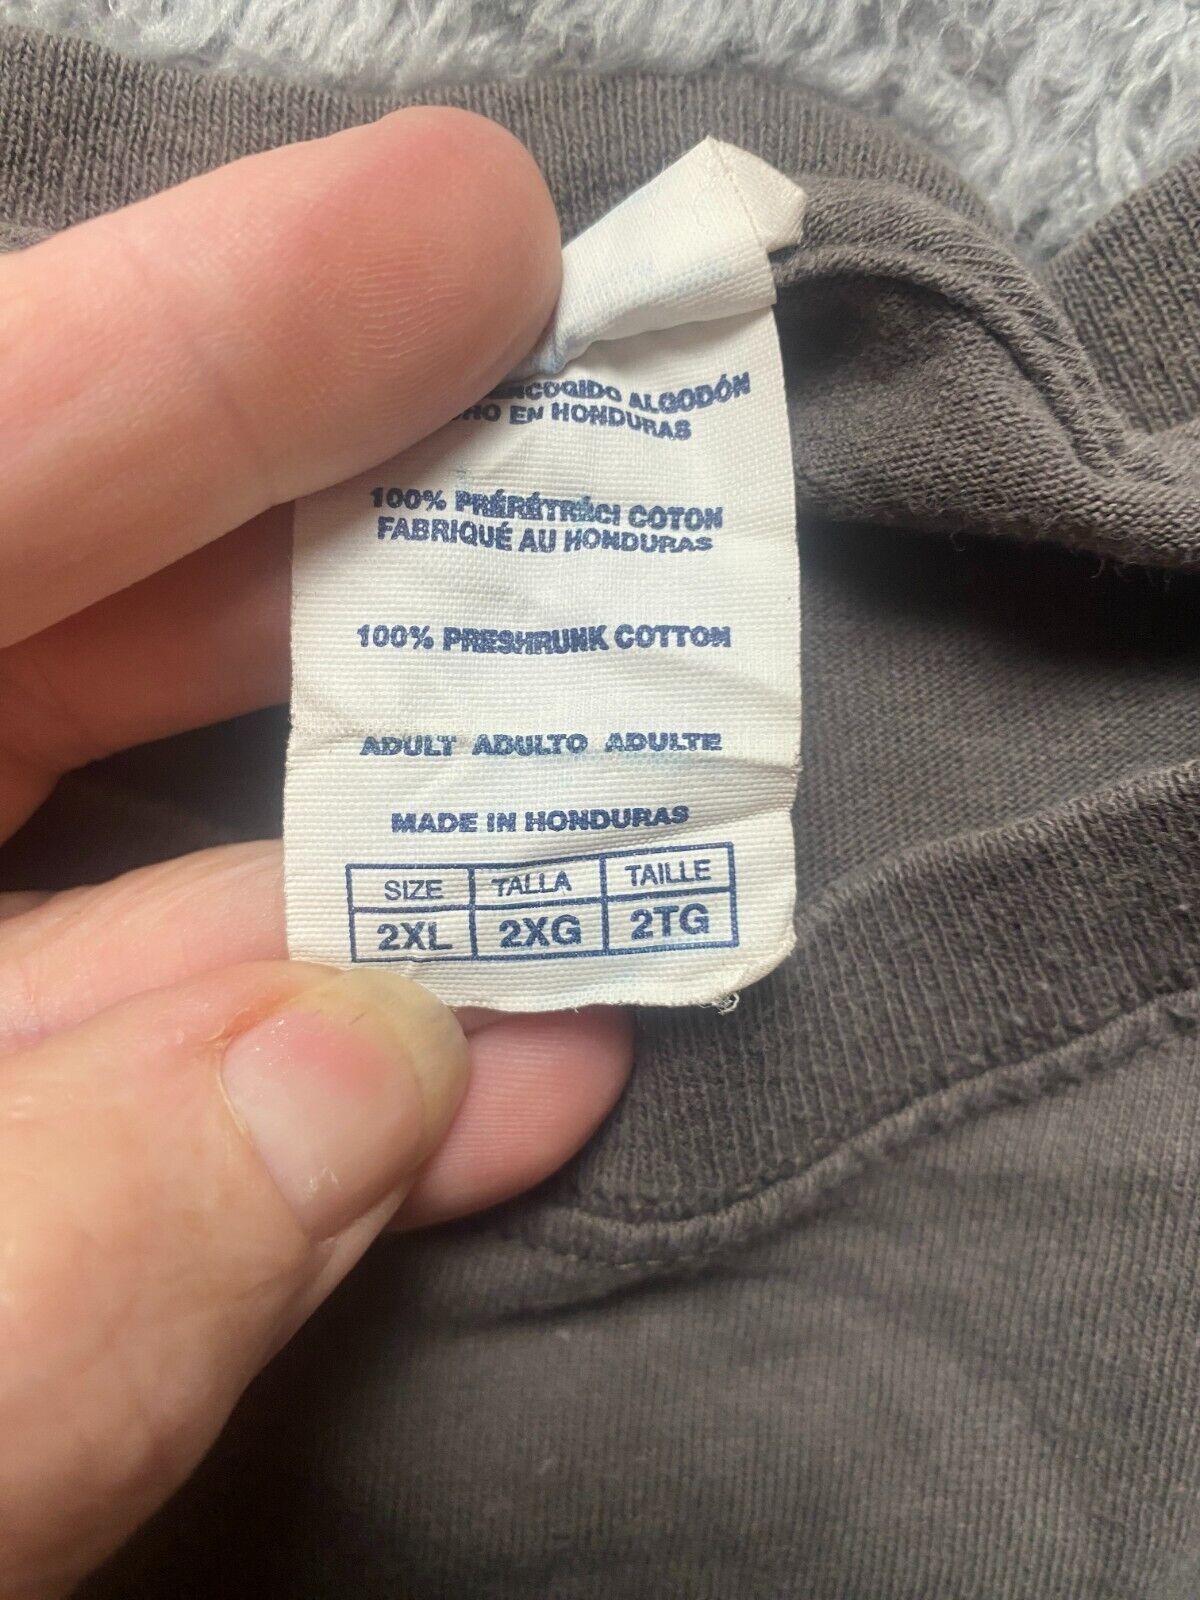 ALGODÓN
EN HONDURAS
100% PRÉRÉTRÉCI COTON
FABRIQUÉ AU HONDURAS
100% PRESHRUNK COTTON
ADULT ADULTO ADULTE
MADE IN HONDURAS
SIZE TALLA TAILLE
2XL 2XG 2TG